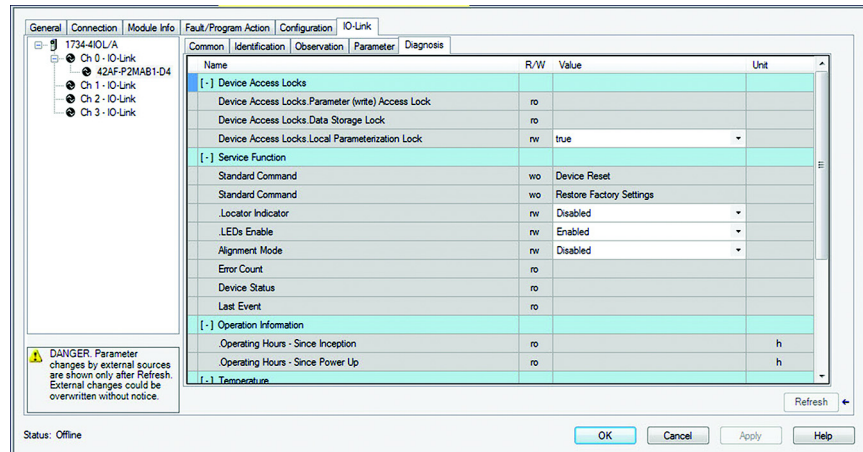 General Connection Module Info Fault/Program Action Configuration IO-Link
1734-4IOL/A
Ch 0 - IO-Link
42AF-P2MAB1-D4
Ch 1 - IO-Link
Ch 2 - IO-Link
Ch 3 - IO-Link
Common Identification Observation Parameter Diagnosis
Name R/W Value Unit
[-] Device Access Locks
Device Access Locks.Parameter (write) Access Lock ro
Device Access Locks.Data Storage Lock ro
Device Access Locks.Local Parameterization Lock rw true
[-] Service Function
Standard Command wo Device Reset
Standard Command wo Restore Factory Settings
.Locator Indicator rw Disabled
.LEDs Enable rw Enabled
Alignment Mode rw Disabled
Error Count ro
Device Status ro
Last Event ro
[-] Operation Information
.Operating Hours - Since Inception ro h
.Operating Hours - Since Power Up ro h
[-] Temperature
DANGER. Parameter
changes by external sources
are shown only after Refresh.
External changes could be
overwritten without notice.
Refresh
Status: Offline
OK Cancel Apply Help